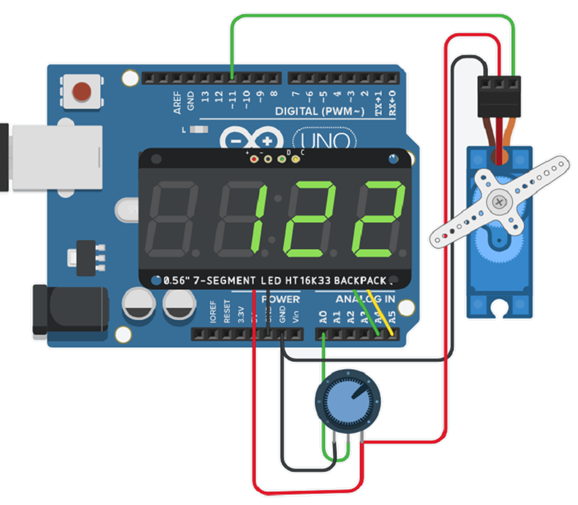 AREF
GND
13
12
~11
~10
~9
8
7
~6
~5
4
~3
2
TX→1
RX←0
DIGITAL (PWM~)
L
UNO
+ - D C
122
0.56" 7-SEGMENT LED HT16K33 BACKPACK
POWER
ANALOG IN
IOREF
RESET
3.3V
GND
Vin
A0
A1
A2
A3
A4
A5